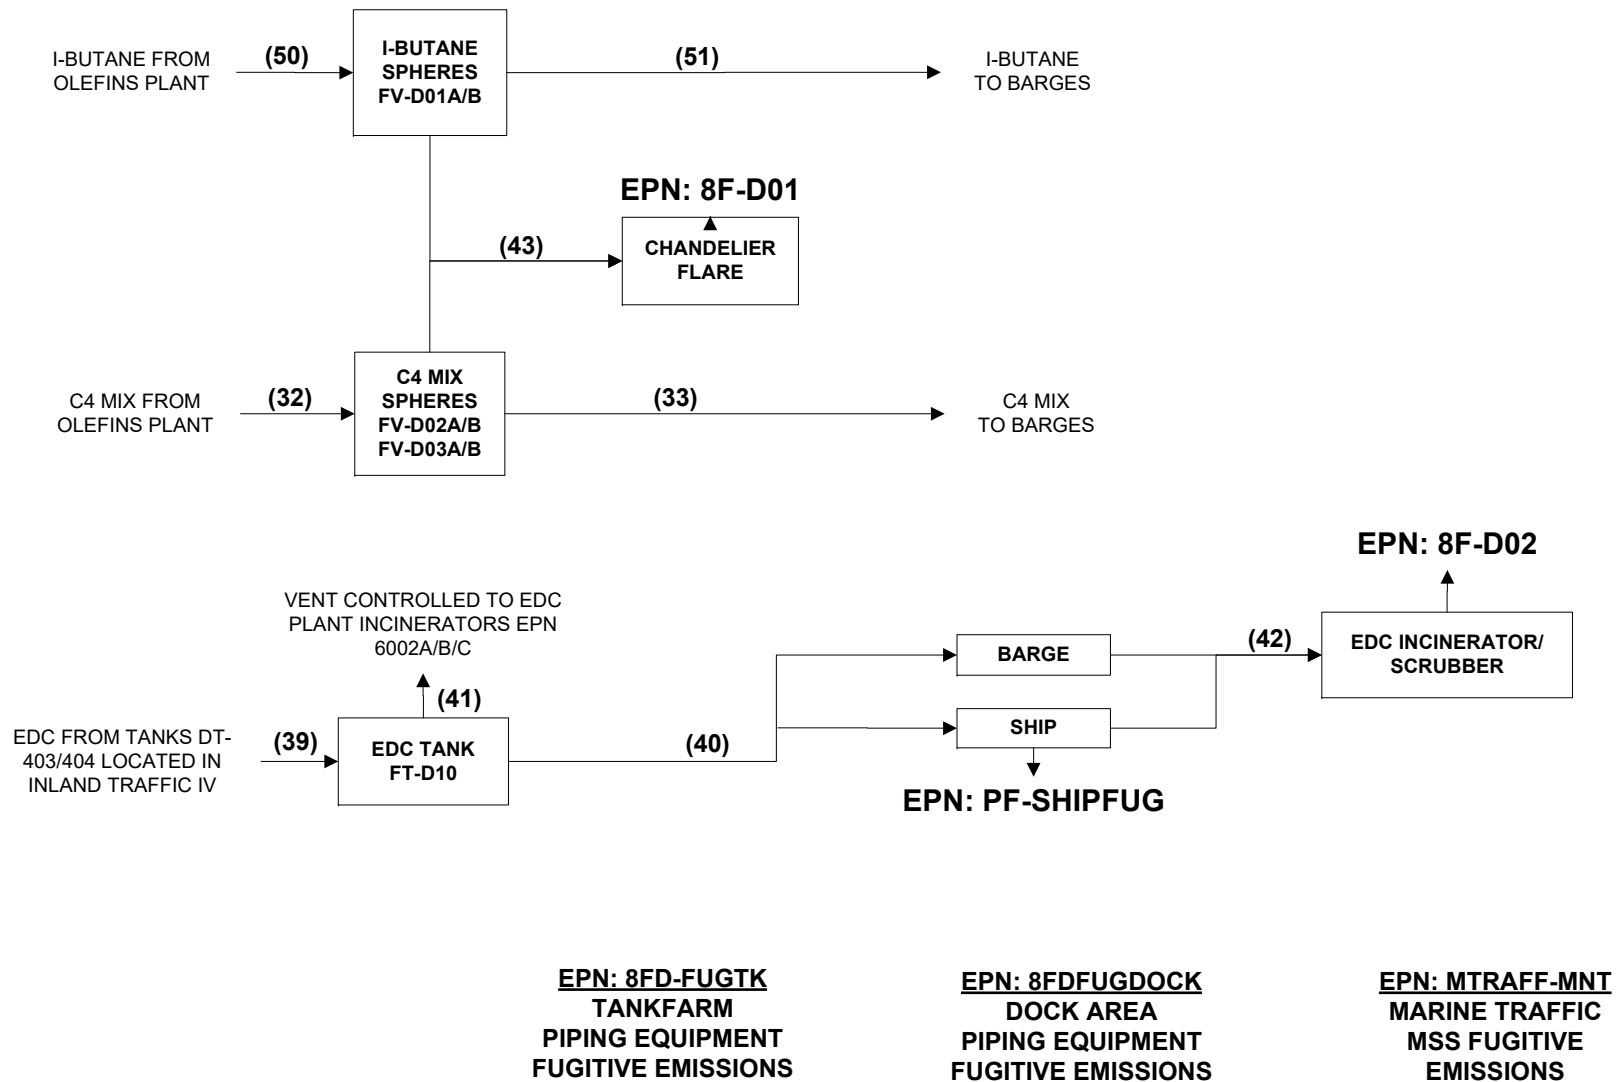 I-BUTANE FROM
OLEFINS PLANT
(50)
I-BUTANE
SPHERES
FV-D01A/B
(51)
I-BUTANE
TO BARGES
EPN: 8F-D01
(43)
CHANDELIER
FLARE
C4 MIX FROM
OLEFINS PLANT
(32)
C4 MIX
SPHERES
FV-D02A/B
FV-D03A/B
(33)
C4 MIX
TO BARGES
EPN: 8F-D02
VENT CONTROLLED TO EDC
PLANT INCINERATORS EPN
6002A/B/C
(41)
EDC FROM TANKS DT-
403/404 LOCATED IN
INLAND TRAFFIC IV
(39)
EDC TANK
FT-D10
(40)
BARGE
SHIP
(42)
EDC INCINERATOR/
SCRUBBER
EPN: PF-SHIPFUG
EPN: 8FD-FUGTK
TANKFARM
PIPING EQUIPMENT
FUGITIVE EMISSIONS
EPN: 8FDFUGDOCK
DOCK AREA
PIPING EQUIPMENT
FUGITIVE EMISSIONS
EPN: MTRAFF-MNT
MARINE TRAFFIC
MSS FUGITIVE
EMISSIONS